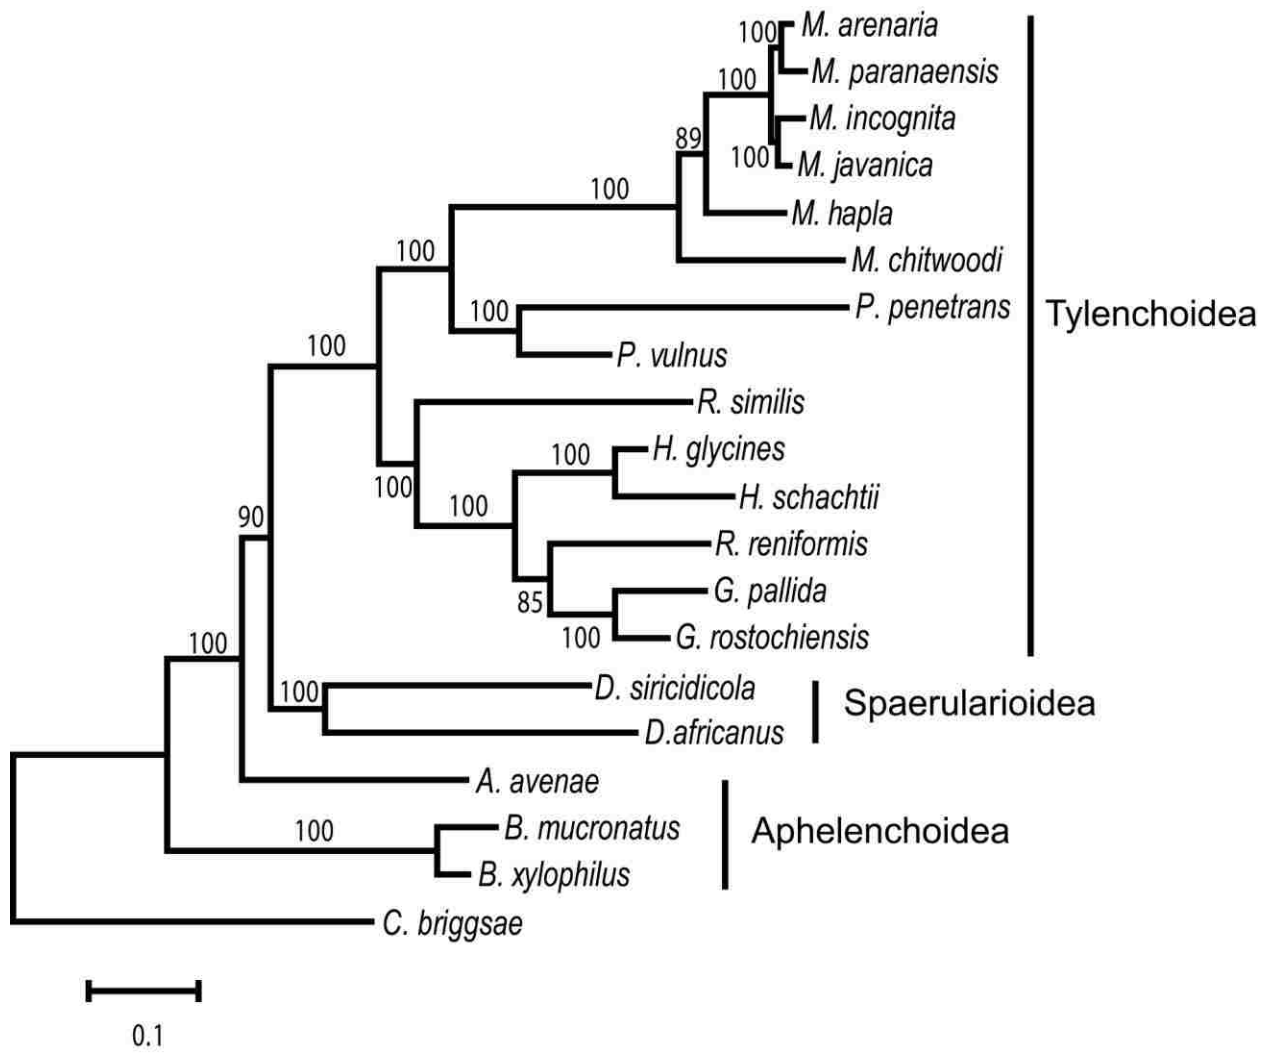 100 M. arenaria
M. paranaensis
100
M. incognita
89
100 M. javanica
100
M. hapla
100
M. chitwoodi
100 P. penetrans
Tylenchoidea
100
P. vulnus
R. similis
100 H. glycines
100
100
H. schachtii
90
R. reniformis
85
G. pallida
100 G. rostochiensis
100
100 D. siricidicola
Spaerularioidea
D.africanus
A. avenae
100
B. mucronatus
Aphelenchoidea
B. xylophilus
C. briggsae
0.1